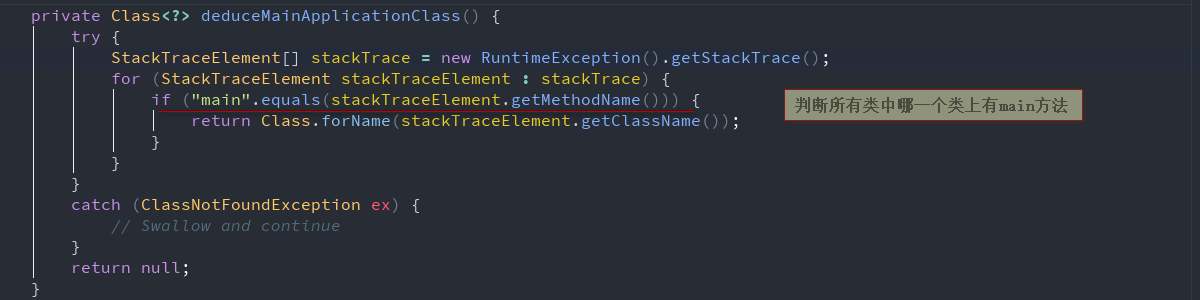 private Class<?> deduceMainApplicationClass() {
try {
StackTraceElement[] stackTrace = new RuntimeException().getStackTrace();
for (StackTraceElement stackTraceElement : stackTrace) {
if ("main".equals(stackTraceElement.getMethodName())) {
判断所有类中哪一个类上有main方法
return Class.forName(stackTraceElement.getClassName());
}
}
}
catch (ClassNotFoundException ex) {
// Swallow and continue
}
return null;
}